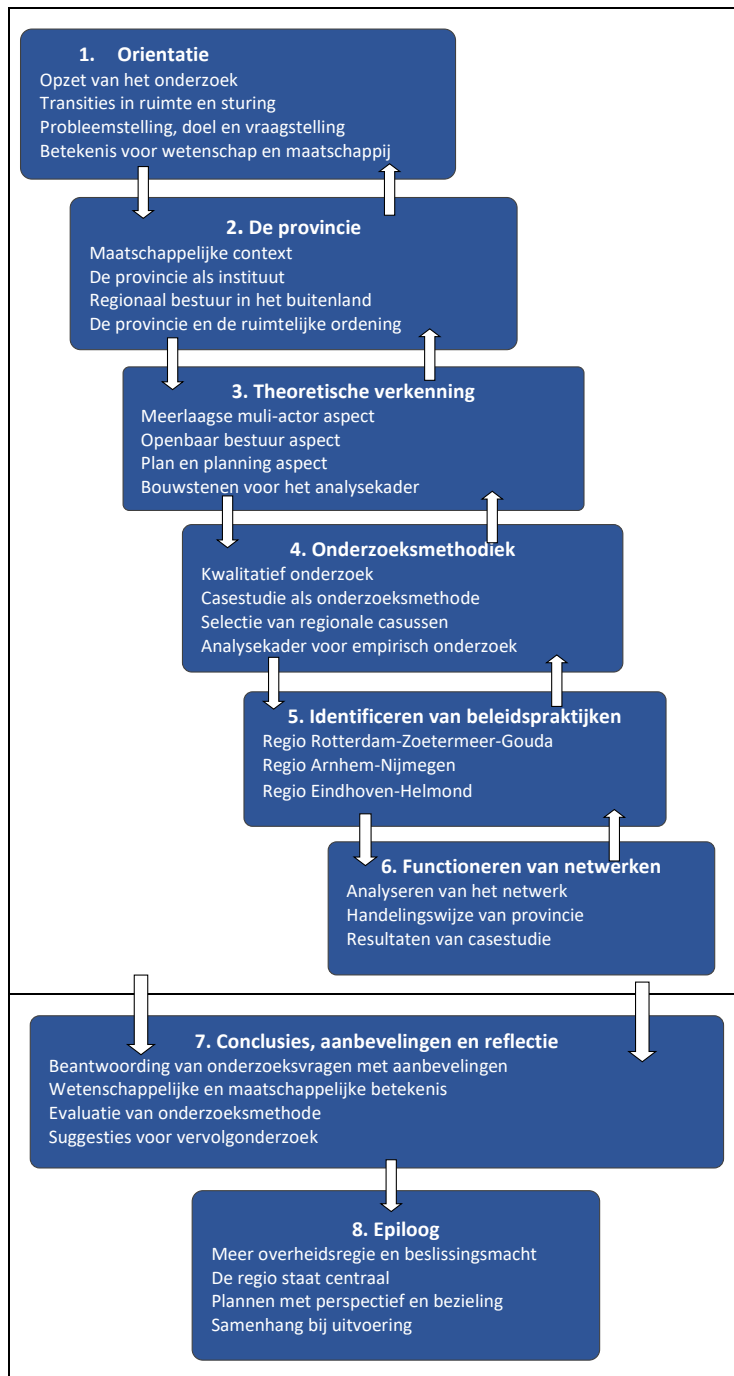 1. Orientatie
Opzet van het onderzoek
Transities in ruimte en sturing
Probleemstelling, doel en vraagstelling
Betekenis voor wetenschap en maatschappij
2. De provincie
Maatschappelijke context
De provincie als instituut
Regionaal bestuur in het buitenland
De provincie en de ruimtelijke ordening
3. Theoretische verkenning
Meerlaagse muli-actor aspect
Openbaar bestuur aspect
Plan en planning aspect
Bouwstenen voor het analysekader
4. Onderzoeksmethodiek
Kwalitatief onderzoek
Casestudie als onderzoeksmethode
Selectie van regionale casussen
Analysekader voor empirisch onderzoek
5. Identificeren van beleidspraktijken
Regio Rotterdam-Zoetermeer-Gouda
Regio Arnhem-Nijmegen
Regio Eindhoven-Helmond
6. Functioneren van netwerken
Analyseren van het netwerk
Handelingswijze van provincie
Resultaten van casestudie
7. Conclusies, aanbevelingen en reflectie
Beantwoording van onderzoeksvragen met aanbevelingen
Wetenschappelijke en maatschappelijke betekenis
Evaluatie van onderzoeksmethode
Suggesties voor vervolgonderzoek
8. Epiloog
Meer overheidsregie en beslissingsmacht
De regio staat centraal
Plannen met perspectief en bezieling
Samenhang bij uitvoering